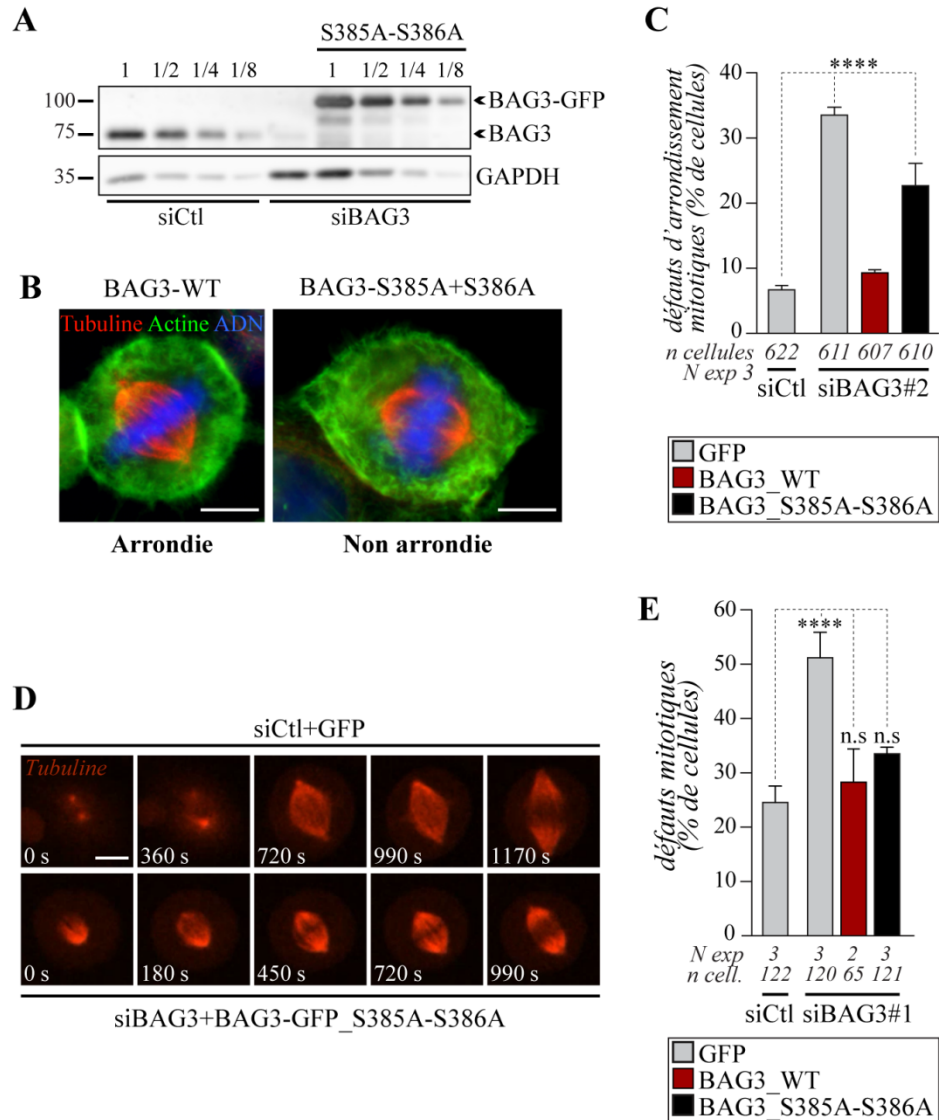 A
S385A-S386A
1 1/2 1/4 1/8 1 1/2 1/4 1/8
100
BAG3-GFP
75
BAG3
35
GAPDH
siCtl siBAG3
B
BAG3-WT BAG3-S385A+S386A
Tubuline Actine ADN
Arrondie Non arrondie
C
défauts d'arrondissement
mitotiques (% de cellules)
****
40
30
20
10
0
n cellules 622 611 607 610
N exp 3
siCtl siBAG3#2
GFP
BAG3_WT
BAG3_S385A-S386A
D
siCtl+GFP
Tubuline
0 s 360 s 720 s 990 s 1170 s
0 s 180 s 450 s 720 s 990 s
siBAG3+BAG3-GFP_S385A-S386A
E
défauts mitotiques
(% de cellules)
60
50
40
30
20
10
0
****
n.s n.s
N exp 3 3 2 3
n cell. 122 120 65 121
siCtl siBAG3#1
GFP
BAG3_WT
BAG3_S385A-S386A